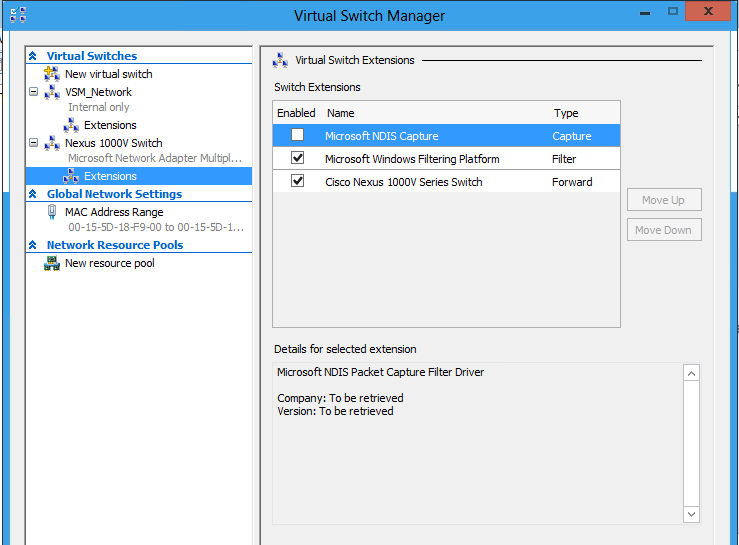 Virtual Switch Manager
Virtual Switches
New virtual switch
VSM_Network
Internal only
Extensions
Nexus 1000V Switch
Microsoft Network Adapter Multipl...
Extensions
Global Network Settings
MAC Address Range
00-15-5D-18-F9-00 to 00-15-5D-1...
Network Resource Pools
New resource pool
Virtual Switch Extensions
Switch Extensions
Enabled Name Type
Microsoft NDIS Capture Capture
Microsoft Windows Filtering Platform Filter
Cisco Nexus 1000V Series Switch Forward
Move Up
Move Down
Details for selected extension
Microsoft NDIS Packet Capture Filter Driver
Company: To be retrieved
Version: To be retrieved